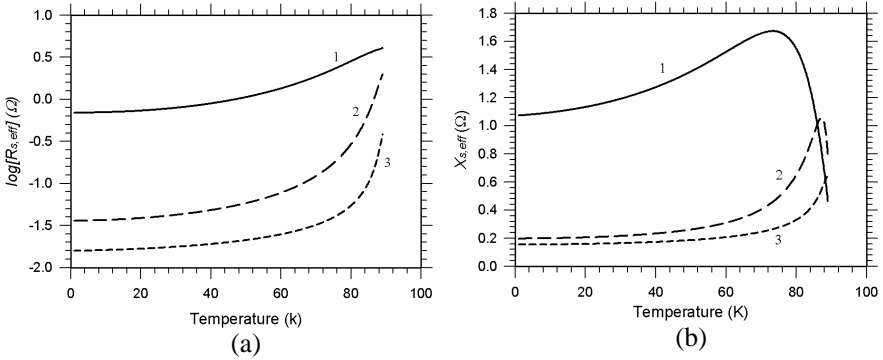 1.0
0.5
0.0
-0.5
-1.0
-1.5
-2.0
log[Rs,eff] (Ω)
1
2
3
0 20 40 60 80 100
Temperature (k)
(a)
1.8
1.6
1.4
1.2
1.0
0.8
0.6
0.4
0.2
0.0
Xs,eff (Ω)
1
2
3
0 20 40 60 80 100
Temperature (K)
(b)